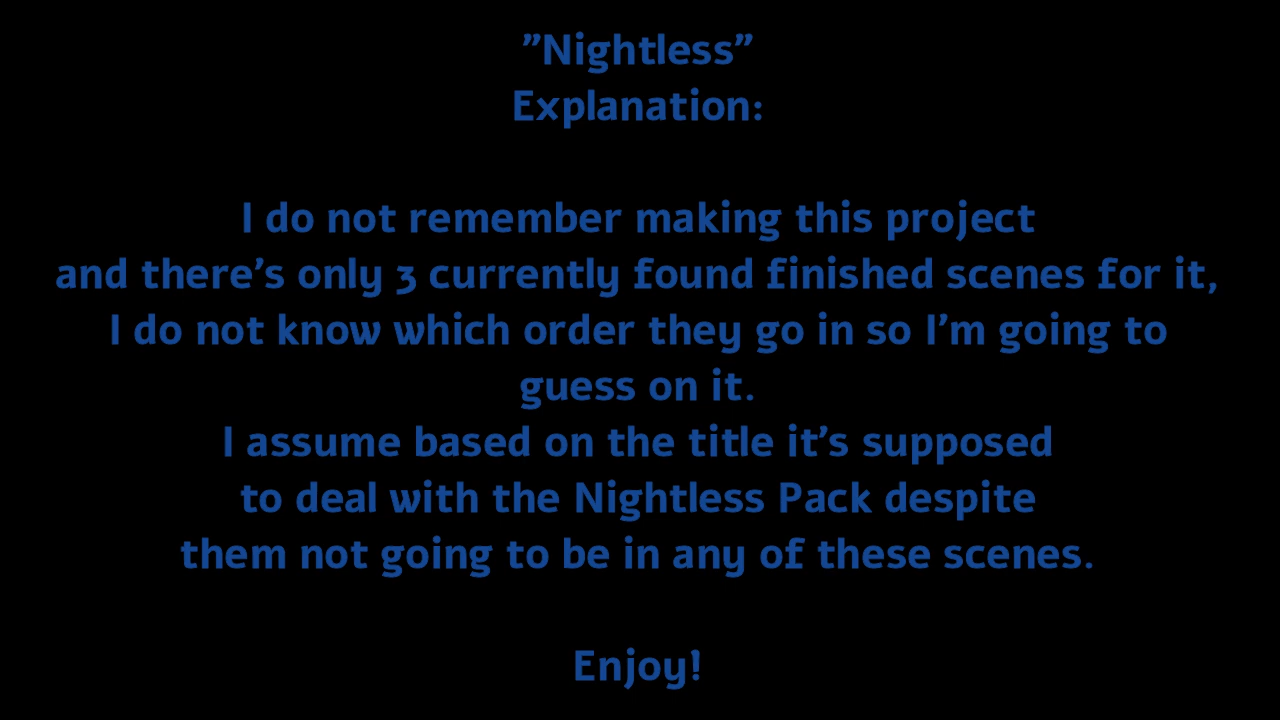 ”Nightless”
Explanation:
I do not remember making this project
and there’s only 3 currently found finished scenes for it,
I do not know which order they go in so I’m going to
guess on it.
I assume based on the title it’s supposed
to deal with the Nightless Pack despite
them not going to be in any of these scenes.
Enjoy!